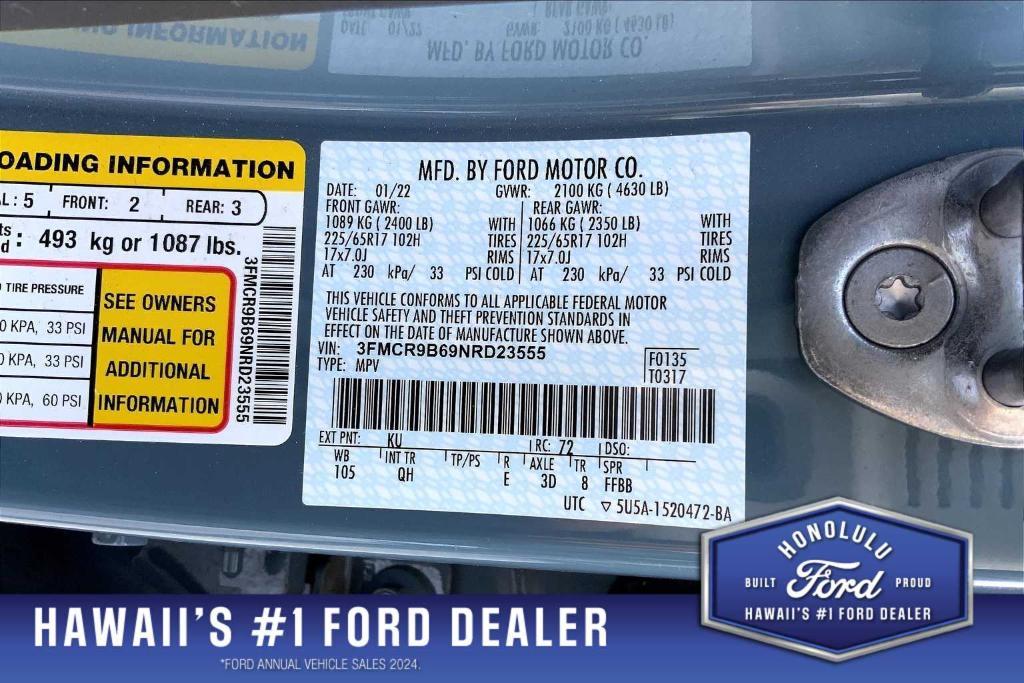 MFD. BY FORD MOTOR CO.
OADING INFORMATION
L: 5 FRONT: 2 REAR: 3
: 493 kg or 1087 lbs.
TIRE PRESSURE
0 KPA, 33 PSI
0 KPA, 33 PSI
KPA, 60 PSI
SEE OWNERS
MANUAL FOR
ADDITIONAL
INFORMATION
3FMCR9B69NRD23555
MFD. BY FORD MOTOR CO.
DATE: 01/22 GVWR: 2100 KG ( 4630 LB)
FRONT GAWR: REAR GAWR:
1089 KG ( 2400 LB) WITH 1066 KG ( 2350 LB) WITH
225/65R17 102H TIRES 225/65R17 102H TIRES
17x7.0J RIMS 17x7.0J RIMS
AT 230 kPa/ 33 PSI COLD AT 230 kPa/ 33 PSI COLD
THIS VEHICLE CONFORMS TO ALL APPLICABLE FEDERAL MOTOR
VEHICLE SAFETY AND THEFT PREVENTION STANDARDS IN
EFFECT ON THE DATE OF MANUFACTURE SHOWN ABOVE.
VIN: 3FMCR9B69NRD23555 F0135
TYPE: MPV T0317
EXT PNT: KU RC: 72 DSO:
WB INT TR TP/PS R AXLE TR SPR
105 QH E 3D 8 FFBB
UTC ▽ 5U5A-1520472-BA
HONOLULU
BUILT Ford PROUD
HAWAII'S #1 FORD DEALER
HAWAII'S #1 FORD DEALER
*FORD ANNUAL VEHICLE SALES 2024.